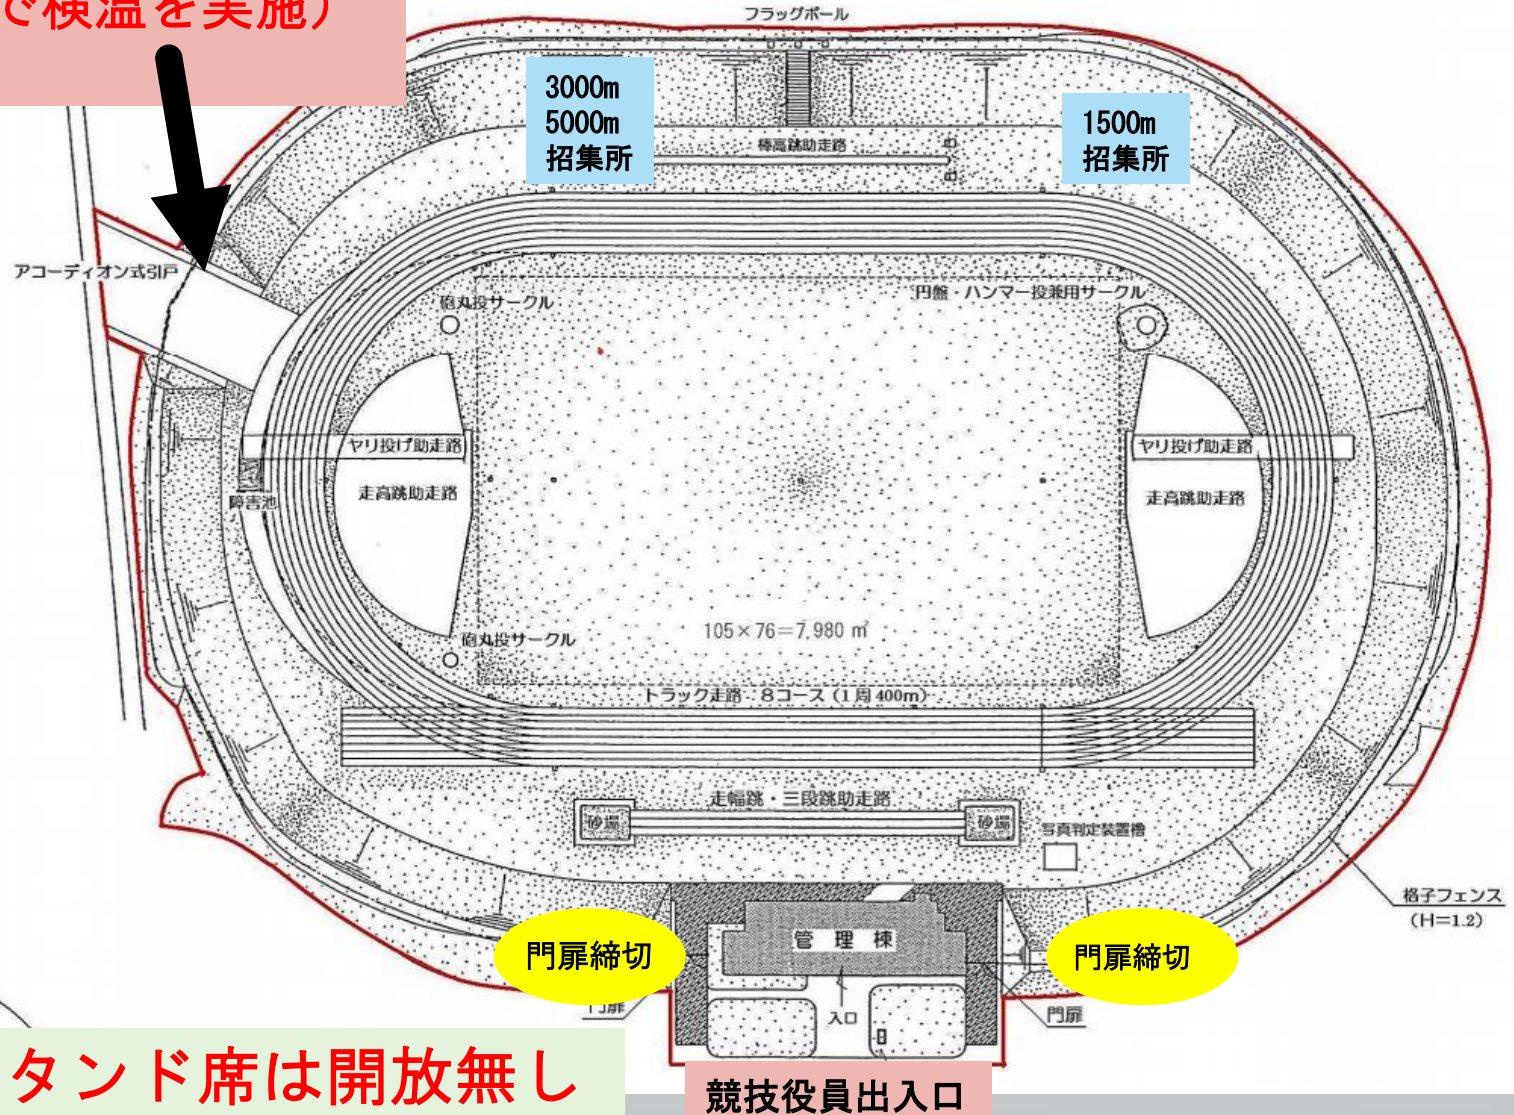 で検温を実施）
フラッグポール
3000m
5000m
招集所
1500m
招集所
棒高跳助走路
アコーディオン式引戸
砲丸投サークル
円盤・ハンマー投兼用サークル
ヤリ投げ助走路
ヤリ投げ助走路
走高跳助走路
走高跳助走路
障害池
砲丸投サークル
105×76＝7,980 ㎡
トラック走路 8コース（1周 400m）
走幅跳・三段跳助走路
砂場
砂場
写真判定装置櫓
格子フェンス
（H=1.2）
門扉締切
管理棟
門扉締切
門扉
入口
門扉
タンド席は開放無し
競技役員出入口